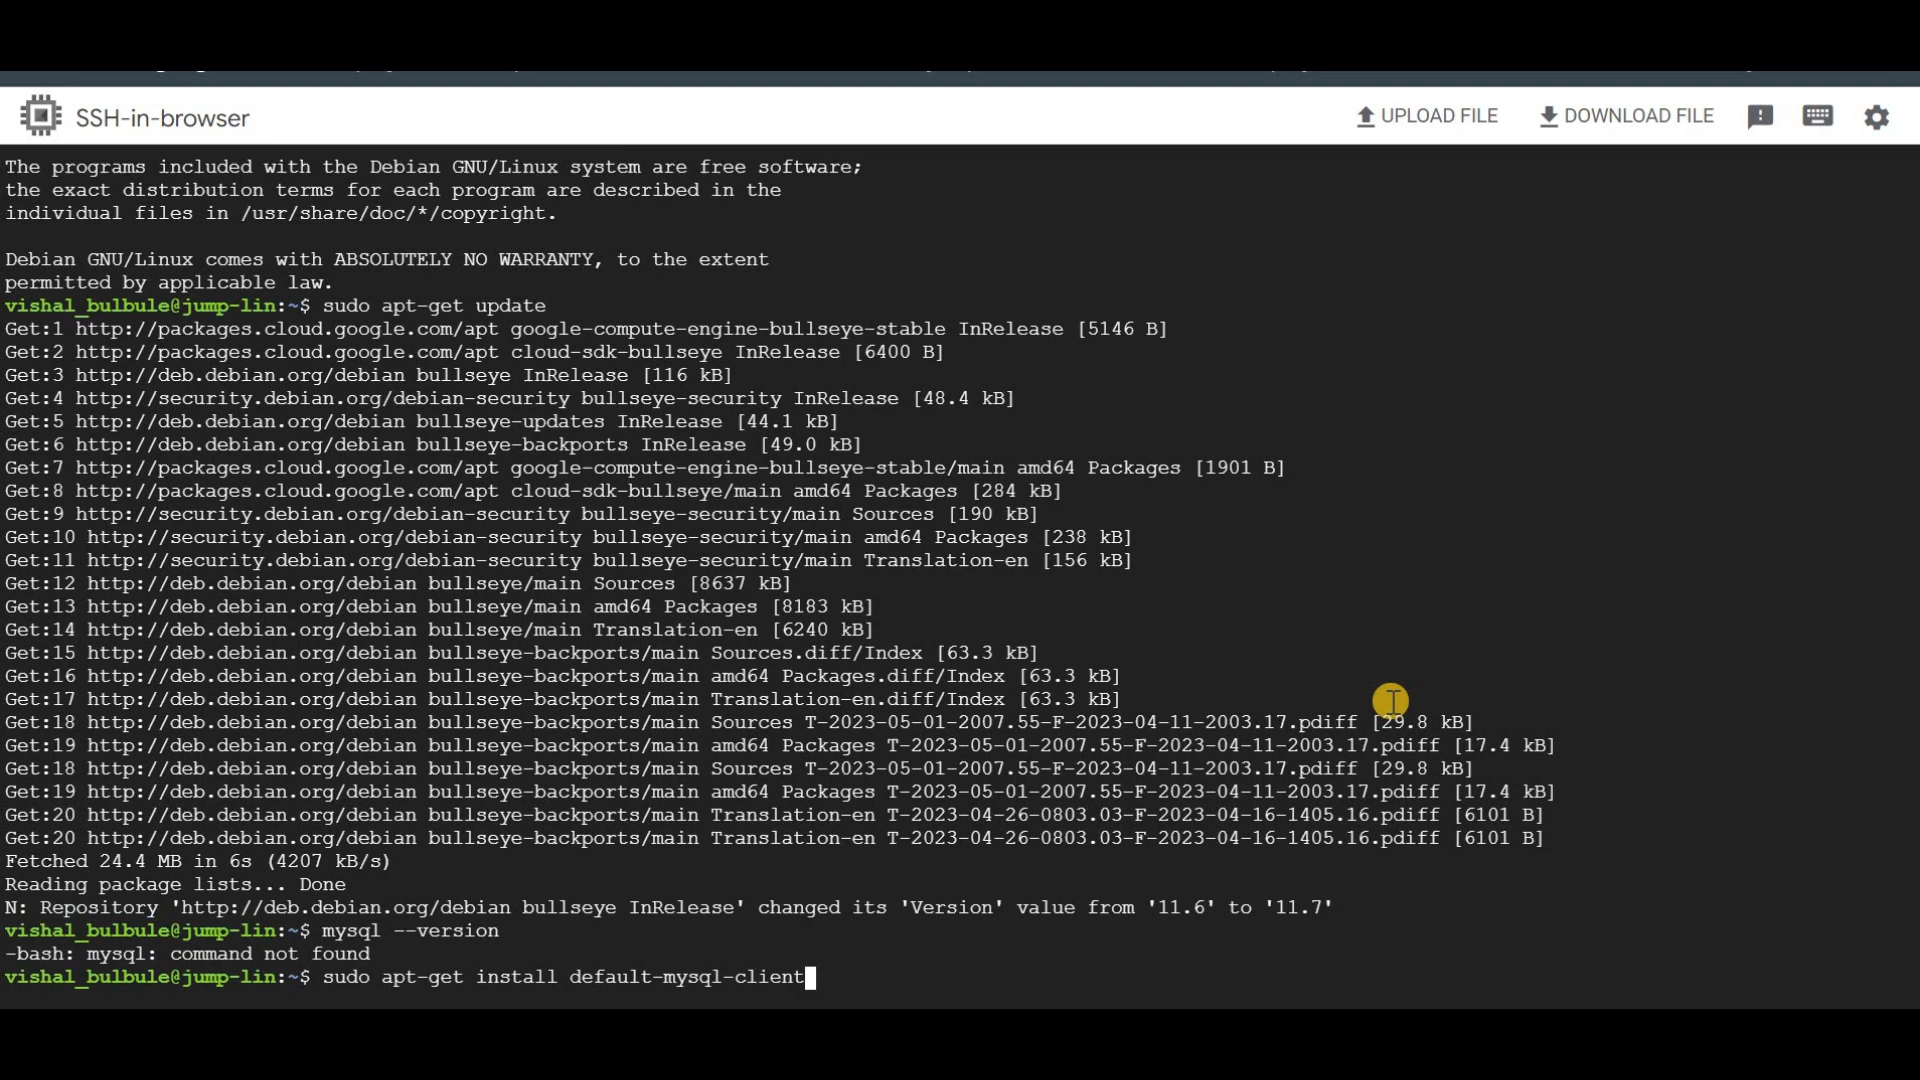 SSH-in-browser
UPLOAD FILE
DOWNLOAD FILE
The programs included with the Debian GNU/Linux system are free software;
the exact distribution terms for each program are described in the
individual files in /usr/share/doc/*/copyright.
Debian GNU/Linux comes with ABSOLUTELY NO WARRANTY, to the extent
permitted by applicable law.
vishal_bulbule@jump-lin:~$ sudo apt-get update
Get:1 http://packages.cloud.google.com/apt google-compute-engine-bullseye-stable InRelease [5146 B]
Get:2 http://packages.cloud.google.com/apt cloud-sdk-bullseye InRelease [6400 B]
Get:3 http://deb.debian.org/debian bullseye InRelease [116 kB]
Get:4 http://security.debian.org/debian-security bullseye-security InRelease [48.4 kB]
Get:5 http://deb.debian.org/debian bullseye-updates InRelease [44.1 kB]
Get:6 http://deb.debian.org/debian bullseye-backports InRelease [49.0 kB]
Get:7 http://packages.cloud.google.com/apt google-compute-engine-bullseye-stable/main amd64 Packages [1901 B]
Get:8 http://packages.cloud.google.com/apt cloud-sdk-bullseye/main amd64 Packages [284 kB]
Get:9 http://security.debian.org/debian-security bullseye-security/main Sources [190 kB]
Get:10 http://security.debian.org/debian-security bullseye-security/main amd64 Packages [238 kB]
Get:11 http://security.debian.org/debian-security bullseye-security/main Translation-en [156 kB]
Get:12 http://deb.debian.org/debian bullseye/main Sources [8637 kB]
Get:13 http://deb.debian.org/debian bullseye/main amd64 Packages [8183 kB]
Get:14 http://deb.debian.org/debian bullseye/main Translation-en [6240 kB]
Get:15 http://deb.debian.org/debian bullseye-backports/main Sources.diff/Index [63.3 kB]
Get:16 http://deb.debian.org/debian bullseye-backports/main amd64 Packages.diff/Index [63.3 kB]
Get:17 http://deb.debian.org/debian bullseye-backports/main Translation-en.diff/Index [63.3 kB]
Get:18 http://deb.debian.org/debian bullseye-backports/main Sources T-2023-05-01-2007.55-F-2023-04-11-2003.17.pdiff [29.8 kB]
Get:19 http://deb.debian.org/debian bullseye-backports/main amd64 Packages T-2023-05-01-2007.55-F-2023-04-11-2003.17.pdiff [17.4 kB]
Get:18 http://deb.debian.org/debian bullseye-backports/main Sources T-2023-05-01-2007.55-F-2023-04-11-2003.17.pdiff [29.8 kB]
Get:19 http://deb.debian.org/debian bullseye-backports/main amd64 Packages T-2023-05-01-2007.55-F-2023-04-11-2003.17.pdiff [17.4 kB]
Get:20 http://deb.debian.org/debian bullseye-backports/main Translation-en T-2023-04-26-0803.03-F-2023-04-16-1405.16.pdiff [6101 B]
Get:20 http://deb.debian.org/debian bullseye-backports/main Translation-en T-2023-04-26-0803.03-F-2023-04-16-1405.16.pdiff [6101 B]
Fetched 24.4 MB in 6s (4207 kB/s)
Reading package lists... Done
N: Repository 'http://deb.debian.org/debian bullseye InRelease' changed its 'Version' value from '11.6' to '11.7'
vishal_bulbule@jump-lin:~$ mysql --version
-bash: mysql: command not found
vishal_bulbule@jump-lin:~$ sudo apt-get install default-mysql-client